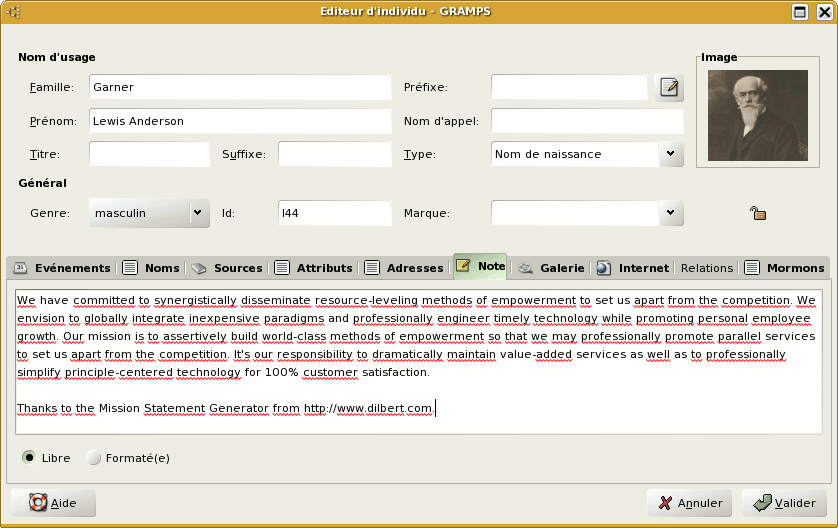 Editeur d'individu - GRAMPS
Nom d'usage
Image
Famille: Garner Préfixe:
Prénom: Lewis Anderson Nom d'appel:
Titre: Suffixe: Type: Nom de naissance
Général
Genre: masculin Id: I44 Marque:
Evénements Noms Sources Attributs Adresses Note Galerie Internet Relations Mormons
We have committed to synergistically disseminate resource-leveling methods of empowerment to set us apart from the competition. We
envision to globally integrate inexpensive paradigms and professionally engineer timely technology while promoting personal employee
growth. Our mission is to assertively build world-class methods of empowerment so that we may professionally promote parallel services
to set us apart from the competition. It's our responsibility to dramatically maintain value-added services as well as to professionally
simplify principle-centered technology for 100% customer satisfaction.
Thanks to the Mission Statement Generator from http://www.dilbert.com.
Libre Formaté(e)
Aide Annuler Valider